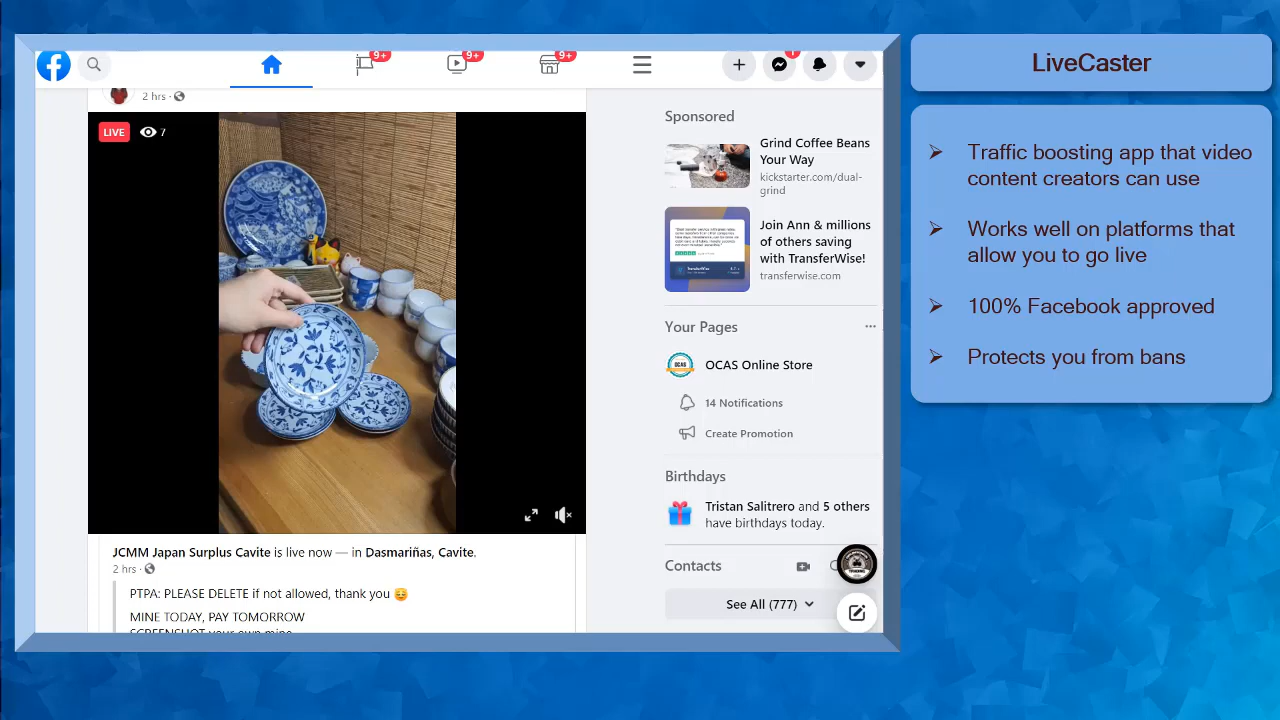 9+
9+
9+
1
2 hrs ·
LIVE 7
JCMM Japan Surplus Cavite is live now — in Dasmariñas, Cavite.
2 hrs ·
PTPA: PLEASE DELETE if not allowed, thank you 😊
MINE TODAY, PAY TOMORROW
SCREENSHOT your own mine
Sponsored
Grind Coffee Beans
Your Way
kickstarter.com/dual-
grind
Join Ann & millions
of others saving
with TransferWise!
transferwise.com
Your Pages
...
OCAS
OCAS Online Store
14 Notifications
Create Promotion
Birthdays
Tristan Salitrero and 5 others
have birthdays today.
Contacts
See All (777)
LiveCaster
➢ Traffic boosting app that video
content creators can use
➢ Works well on platforms that
allow you to go live
➢ 100% Facebook approved
➢ Protects you from bans